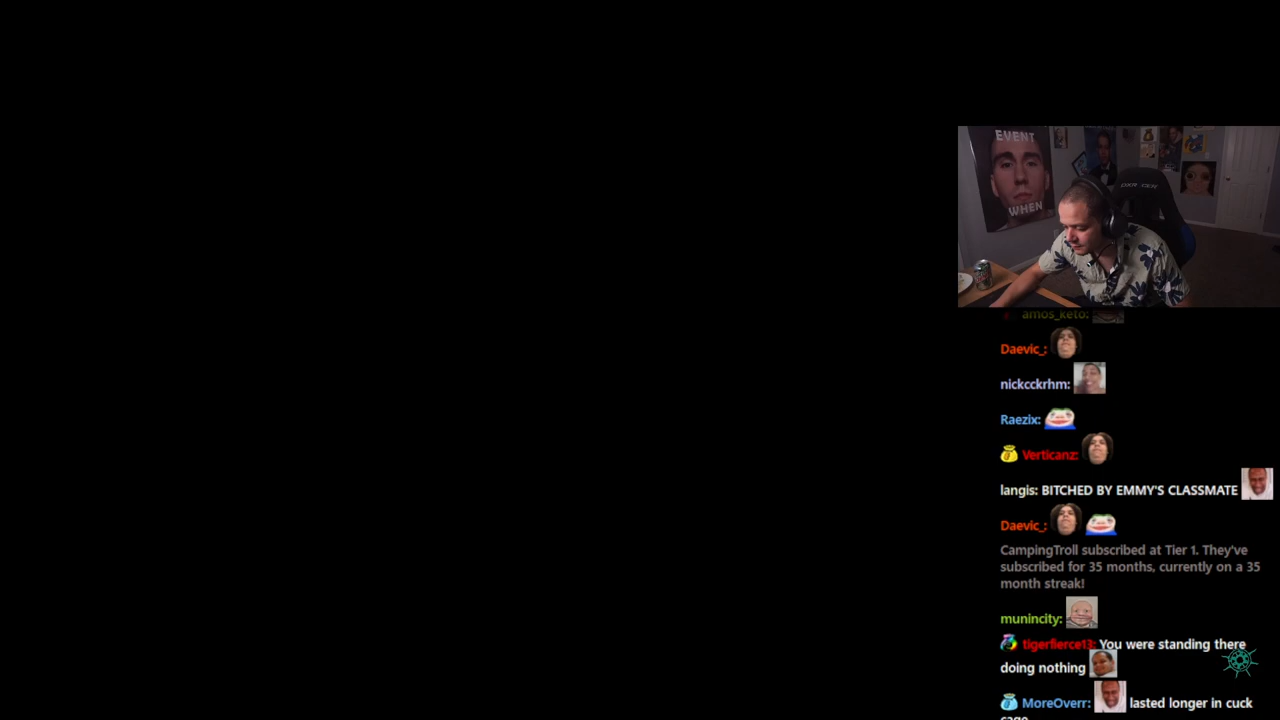 EVENT
WHEN
amos_keto:
Daevic_:
nickcckrhm:
Raezix:
Verticanz:
langis: BITCHED BY EMMY'S CLASSMATE
Daevic_:
CampingTroll subscribed at Tier 1. They've
subscribed for 35 months, currently on a 35
month streak!
munincity:
tigerfierce13: You were standing there
doing nothing
MoreOverr: lasted longer in cuck
cage